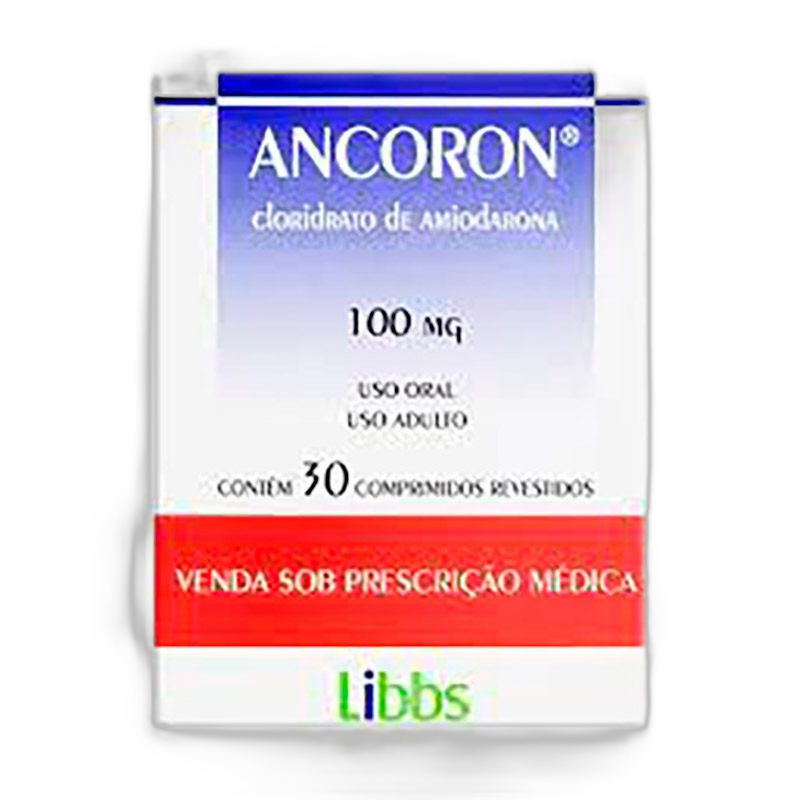 ANCORON®
cloridrato de amiodarona
100 MG
USO ORAL
USO ADULTO
CONTÉM 30 COMPRIMIDOS REVESTIDOS
VENDA SOB PRESCRIÇÃO MÉDICA
Libbs